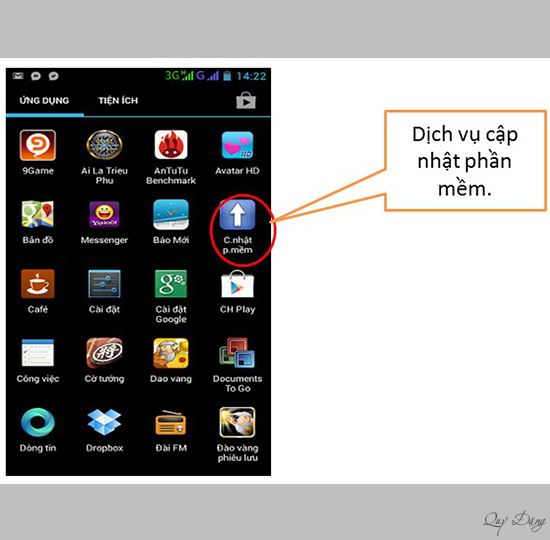 3G G 14:22
ỨNG DỤNG TIỆN ÍCH
9Game Ai La Trieu Phu AnTuTu Benchmark Avatar HD
Bản đồ Messenger Báo Mới C.nhật p.mềm
Café Cài đặt Cài đặt Google CH Play
Công việc Cờ tướng Dao vang Documents To Go
Dòng tin Dropbox Đài FM Đào vàng phiêu lưu
Dịch vụ cập
nhật phần
mềm.
Quý Đặng